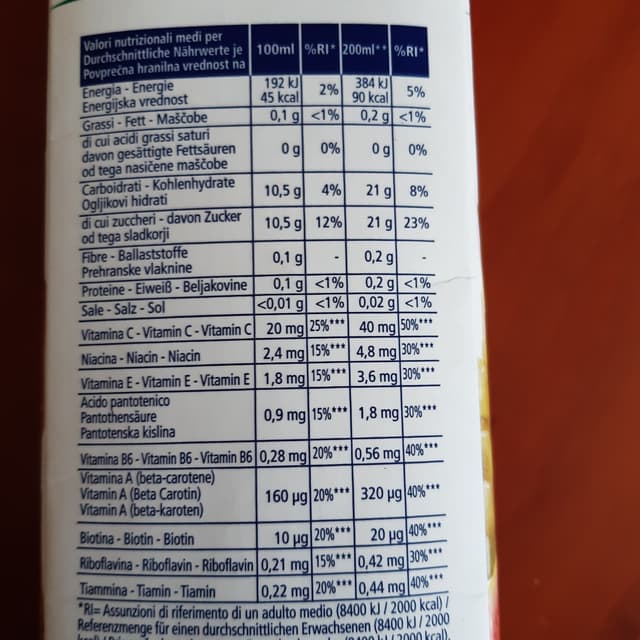 Valori nutrizionali medi per
Durchschnittliche Nährwerte je
Povprečna hranilna vrednost na
100ml %RI* 200ml** %RI*
Energia - Energie
Energijska vrednost
192 kJ 2% 384 kJ 5%
45 kcal 90 kcal
Grassi - Fett - Maščobe 0,1 g <1% 0,2 g <1%
di cui acidi grassi saturi
davon gesättigte Fettsäuren 0 g 0% 0 g 0%
od tega nasičene maščobe
Carboidrati - Kohlenhydrate 10,5 g 4% 21 g 8%
Ogljikovi hidrati
di cui zuccheri - davon Zucker 10,5 g 12% 21 g 23%
od tega sladkorji
Fibre - Ballaststoffe 0,1 g - 0,2 g -
Prehranske vlaknine
Proteine - Eiweiß - Beljakovine 0,1 g <1% 0,2 g <1%
Sale - Salz - Sol <0,01 g <1% 0,02 g <1%
Vitamina C - Vitamin C - Vitamin C 20 mg 25%*** 40 mg 50%***
Niacina - Niacin - Niacin 2,4 mg 15%*** 4,8 mg 30%***
Vitamina E - Vitamin E - Vitamin E 1,8 mg 15%*** 3,6 mg 30%***
Acido pantotenico
Pantothensäure 0,9 mg 15%*** 1,8 mg 30%***
Pantotenska kislina
Vitamina B6 - Vitamin B6 - Vitamin B6 0,28 mg 20%*** 0,56 mg 40%***
Vitamina A (beta-carotene)
Vitamin A (Beta Carotin) 160 µg 20%*** 320 µg 40%***
Vitamin A (beta-karoten)
Biotina - Biotin - Biotin 10 µg 20%*** 20 µg 40%***
Riboflavina - Riboflavin - Riboflavin 0,21 mg 15%*** 0,42 mg 30%***
Tiammina - Tiamin - Tiamin 0,22 mg 20%*** 0,44 mg 40%***
*RI= Assunzioni di riferimento di un adulto medio (8400 kJ / 2000 kcal) /
Referenzmenge für einen durchschnittlichen Erwachsenen (8400 kJ / 2000